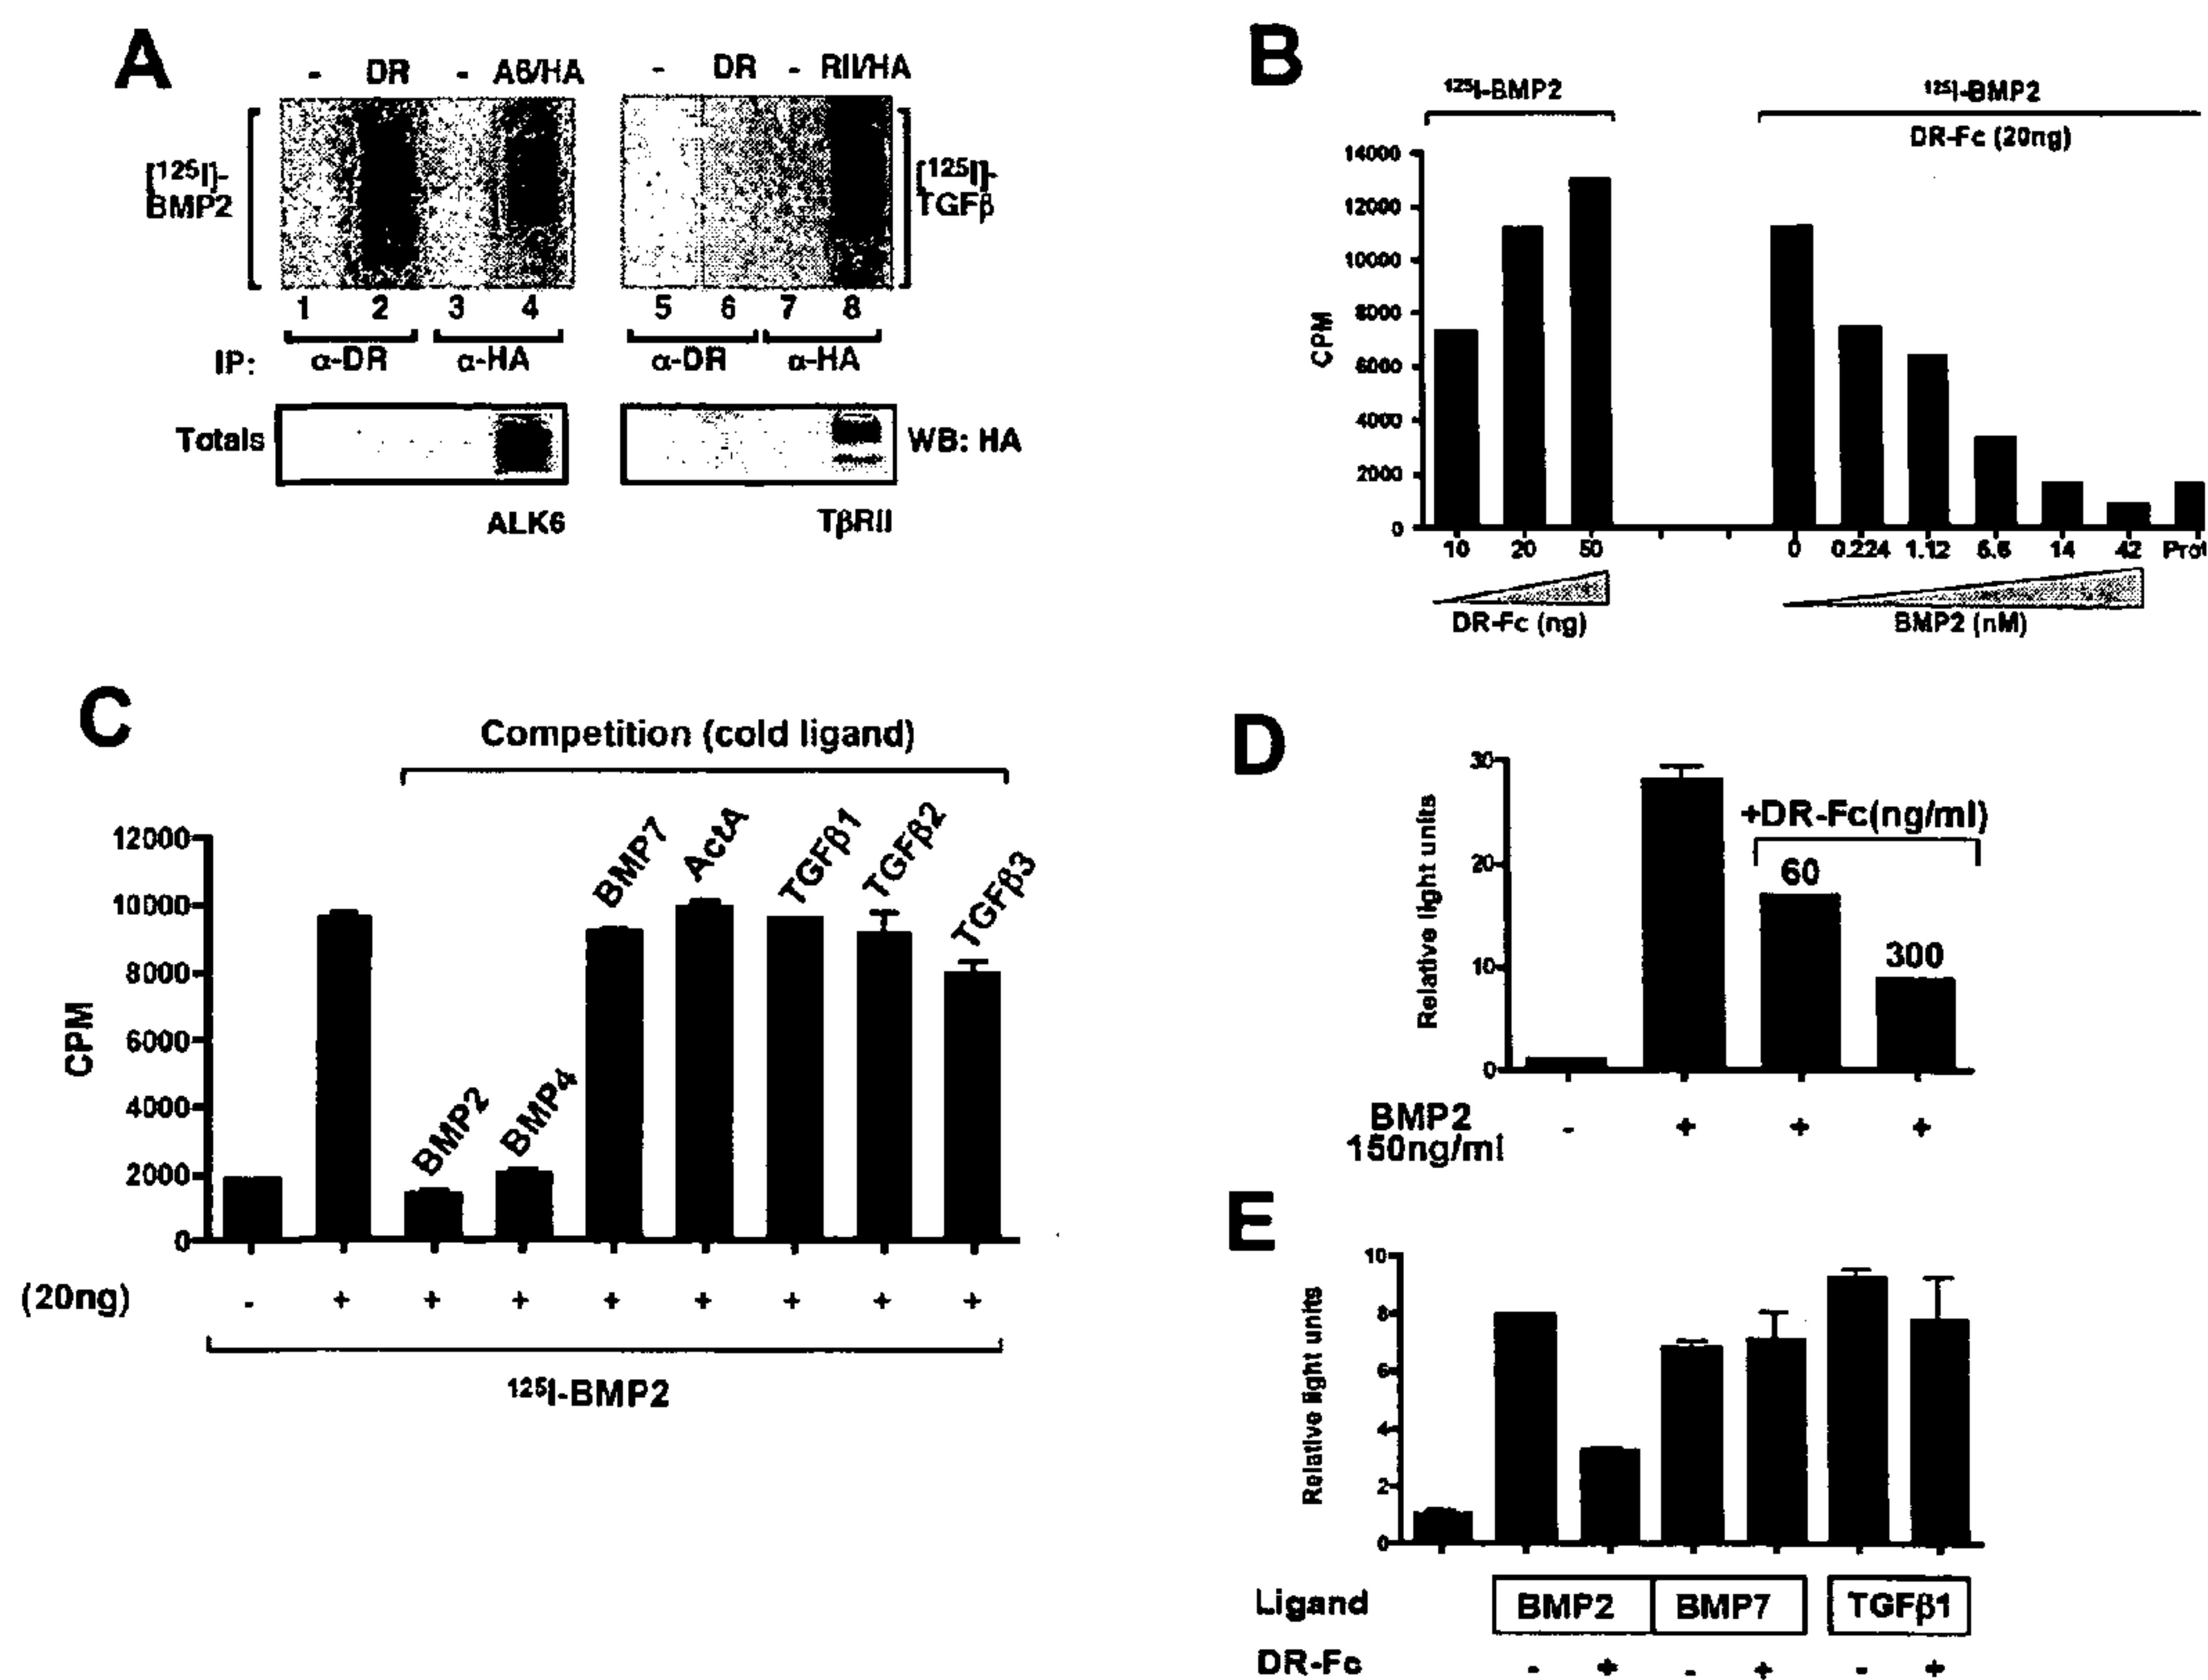 A
- DR - A6/HA
- DR - RII/HA
[125I]-
BMP2
[125I]-
TGFβ
1 2 3 4
5 6 7 8
IP: α-DR α-HA
α-DR α-HA
Totals
WB: HA
ALK6
TβRII
B
125I-BMP2
125I-BMP2
DR-Fc (20ng)
14000
12000
10000
8000
6000
4000
2000
0
CPM
10 20 50
0 0.224 1.12 5.6 14 42 Prot
DR-Fc (ng)
BMP2 (nM)
C
Competition (cold ligand)
12000
10000
8000
6000
4000
2000
0
CPM
BMP2
BMP4
BMP7
ActA
TGFβ1
TGFβ2
TGFβ3
(20ng) - + + + + + + + +
125I-BMP2
D
30
20
10
0
Relative light units
+DR-Fc(ng/ml)
60
300
BMP2
150ng/ml
- + + +
E
10
8
6
4
2
0
Relative light units
Ligand BMP2 BMP7 TGFβ1
DR-Fc - + - + - +